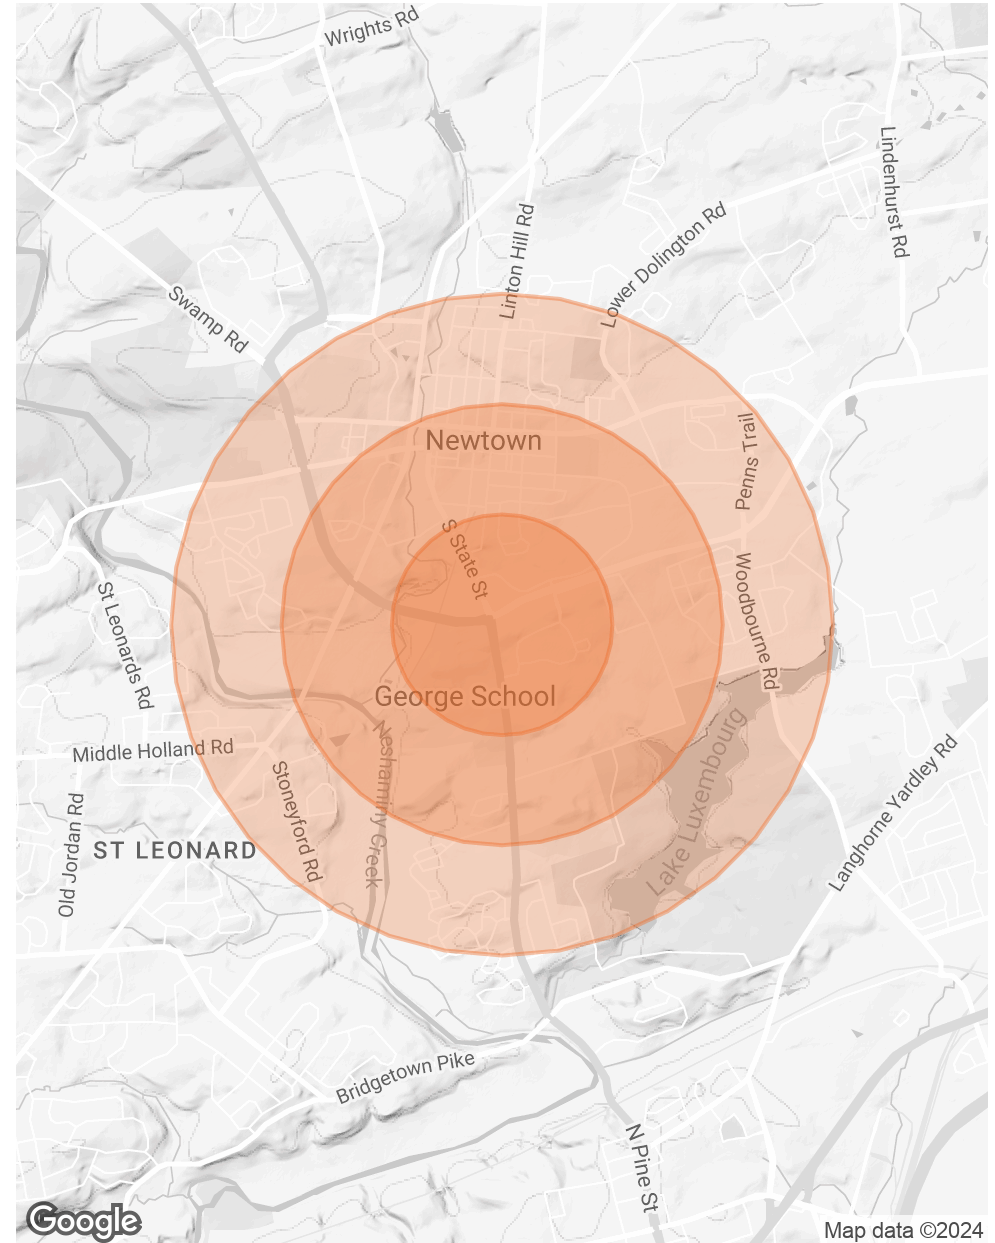 Wrights Rd
Lindenhurst Rd
Linton Hill Rd
Lower Dolington Rd
Swamp Rd
Newtown
Penns Trail
S State St
Woodbourne Rd
St Leonards Rd
George School
Neshaminy Creek
Middle Holland Rd
Lake Luxembourg
Langhorne Yardley Rd
Stoneyford Rd
Old Jordan Rd
ST LEONARD
Bridgetown Pike
N Pine St
Google
Map data ©2024